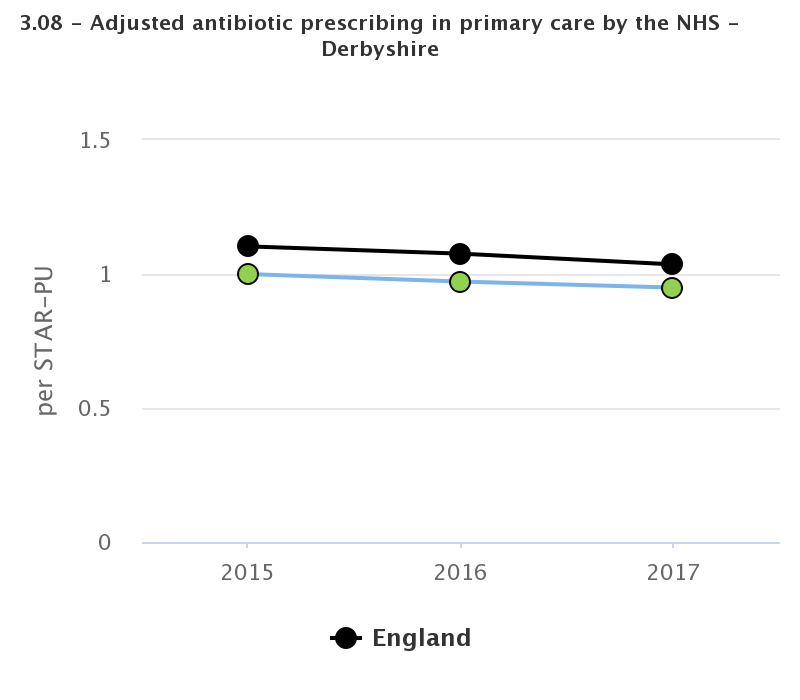 3.08 – Adjusted antibiotic prescribing in primary care by the NHS –
Derbyshire
1.5
1
0.5
0
per STAR–PU
2015 2016 2017
England